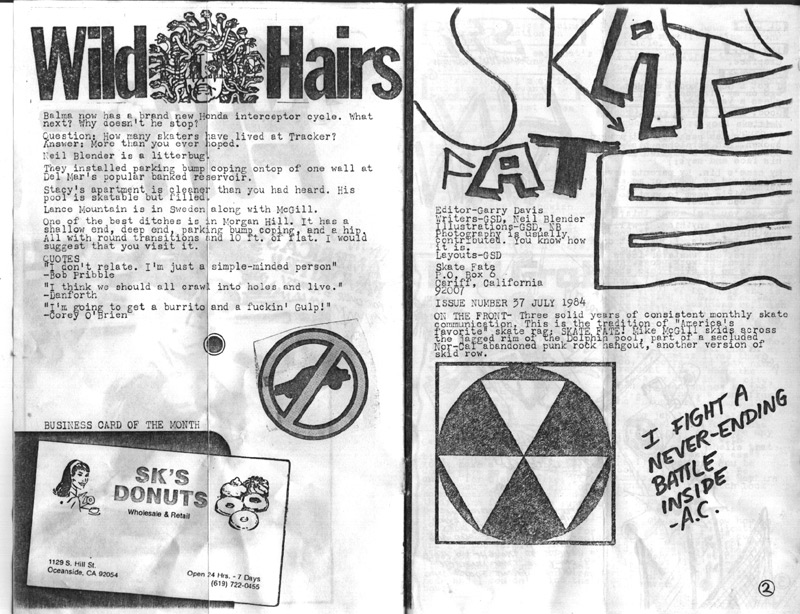 Wild Hairs
Balma now has a brand new Honda interceptor cycle. What
next? Why doesn't he stop?
Question: How many skaters have lived at Tracker?
Answer: More than you ever hoped.
Neil Blender is a litterbug.
They installed parking bump coping ontop of one wall at
Del Mar's popular banked reservoir.
Stacy's apartment is cleaner than you had heard. His
pool is skatable but filled.
Lance Mountain is in Sweden along with McGill.
One of the best ditches is in Morgan Hill. It has a
shallow end, deep end, parking bump coping, and a hip.
All with round transitions and 10 ft. of flat. I would
suggest that you visit it.
QUOTES
"I don't relate. I'm just a simple-minded person"
-Bob Pribble
"I think we should all crawl into holes and live."
-Danforth
"I'm going to get a burrito and a fuckin' Gulp!"
-Corey O'Brien
BUSINESS CARD OF THE MONTH
SK'S
DONUTS
Wholesale & Retail
1129 S. Hill St.
Oceanside, CA 92054
Open 24 Hrs. - 7 Days
(619) 722-0455
SKATE
FATE
Editor-Garry Davis
Writers-GSD, Neil Blender
Illustrations-GSD, NB
Photography is usually
contributed. You know how
it is.
Layouts-GSD
Skate Fate
P.O. Box O
Cariff, California
92007
ISSUE NUMBER 37 JULY 1984
ON THE FRONT- Three solid years of consistent monthly skate
communication. This is the tradition of "America's
favorite" skate rag: SKATE FATE! Mike McGill skids across
the jagged rim of the Dolphin pool, part of a secluded
Nor-Cal abandoned punk rock hangout, another version of
skid row.
I FIGHT A
NEVER-ENDING
BATTLE
INSIDE
-A.C.
2